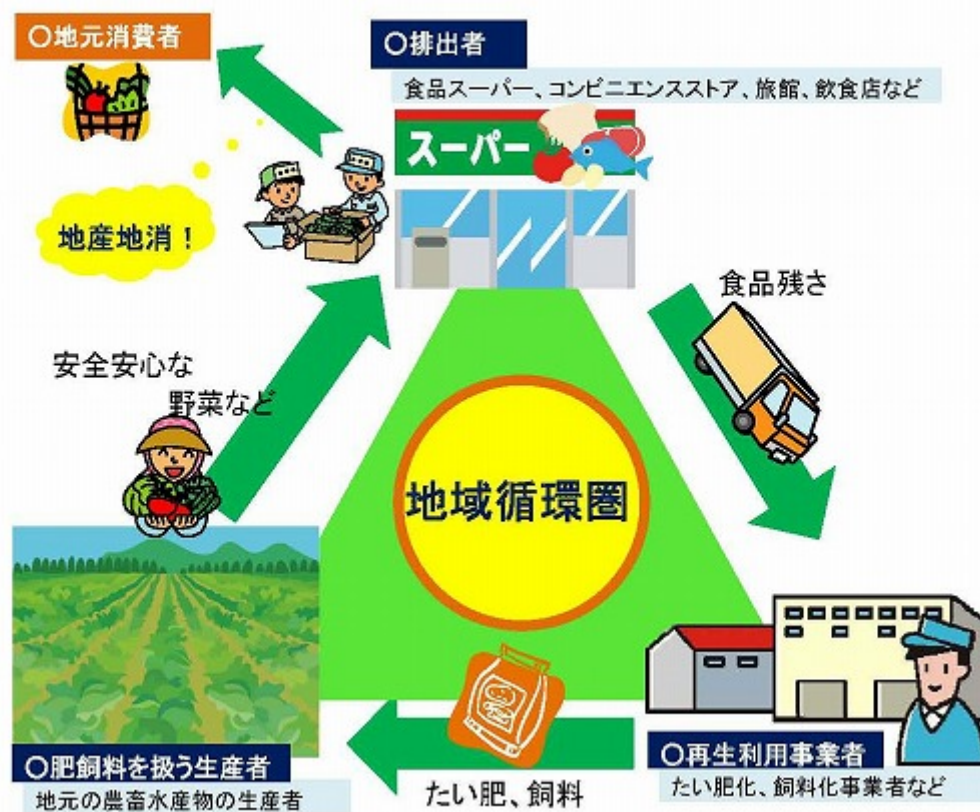 〇地元消費者
〇排出者
食品スーパー、コンビニエンスストア、旅館、飲食店など
スーパー
地産地消！
食品残さ
安全安心な
野菜など
地域循環圏
〇肥飼料を扱う生産者
地元の農畜水産物の生産者
たい肥、飼料
〇再生利用事業者
たい肥化、飼料化事業者など